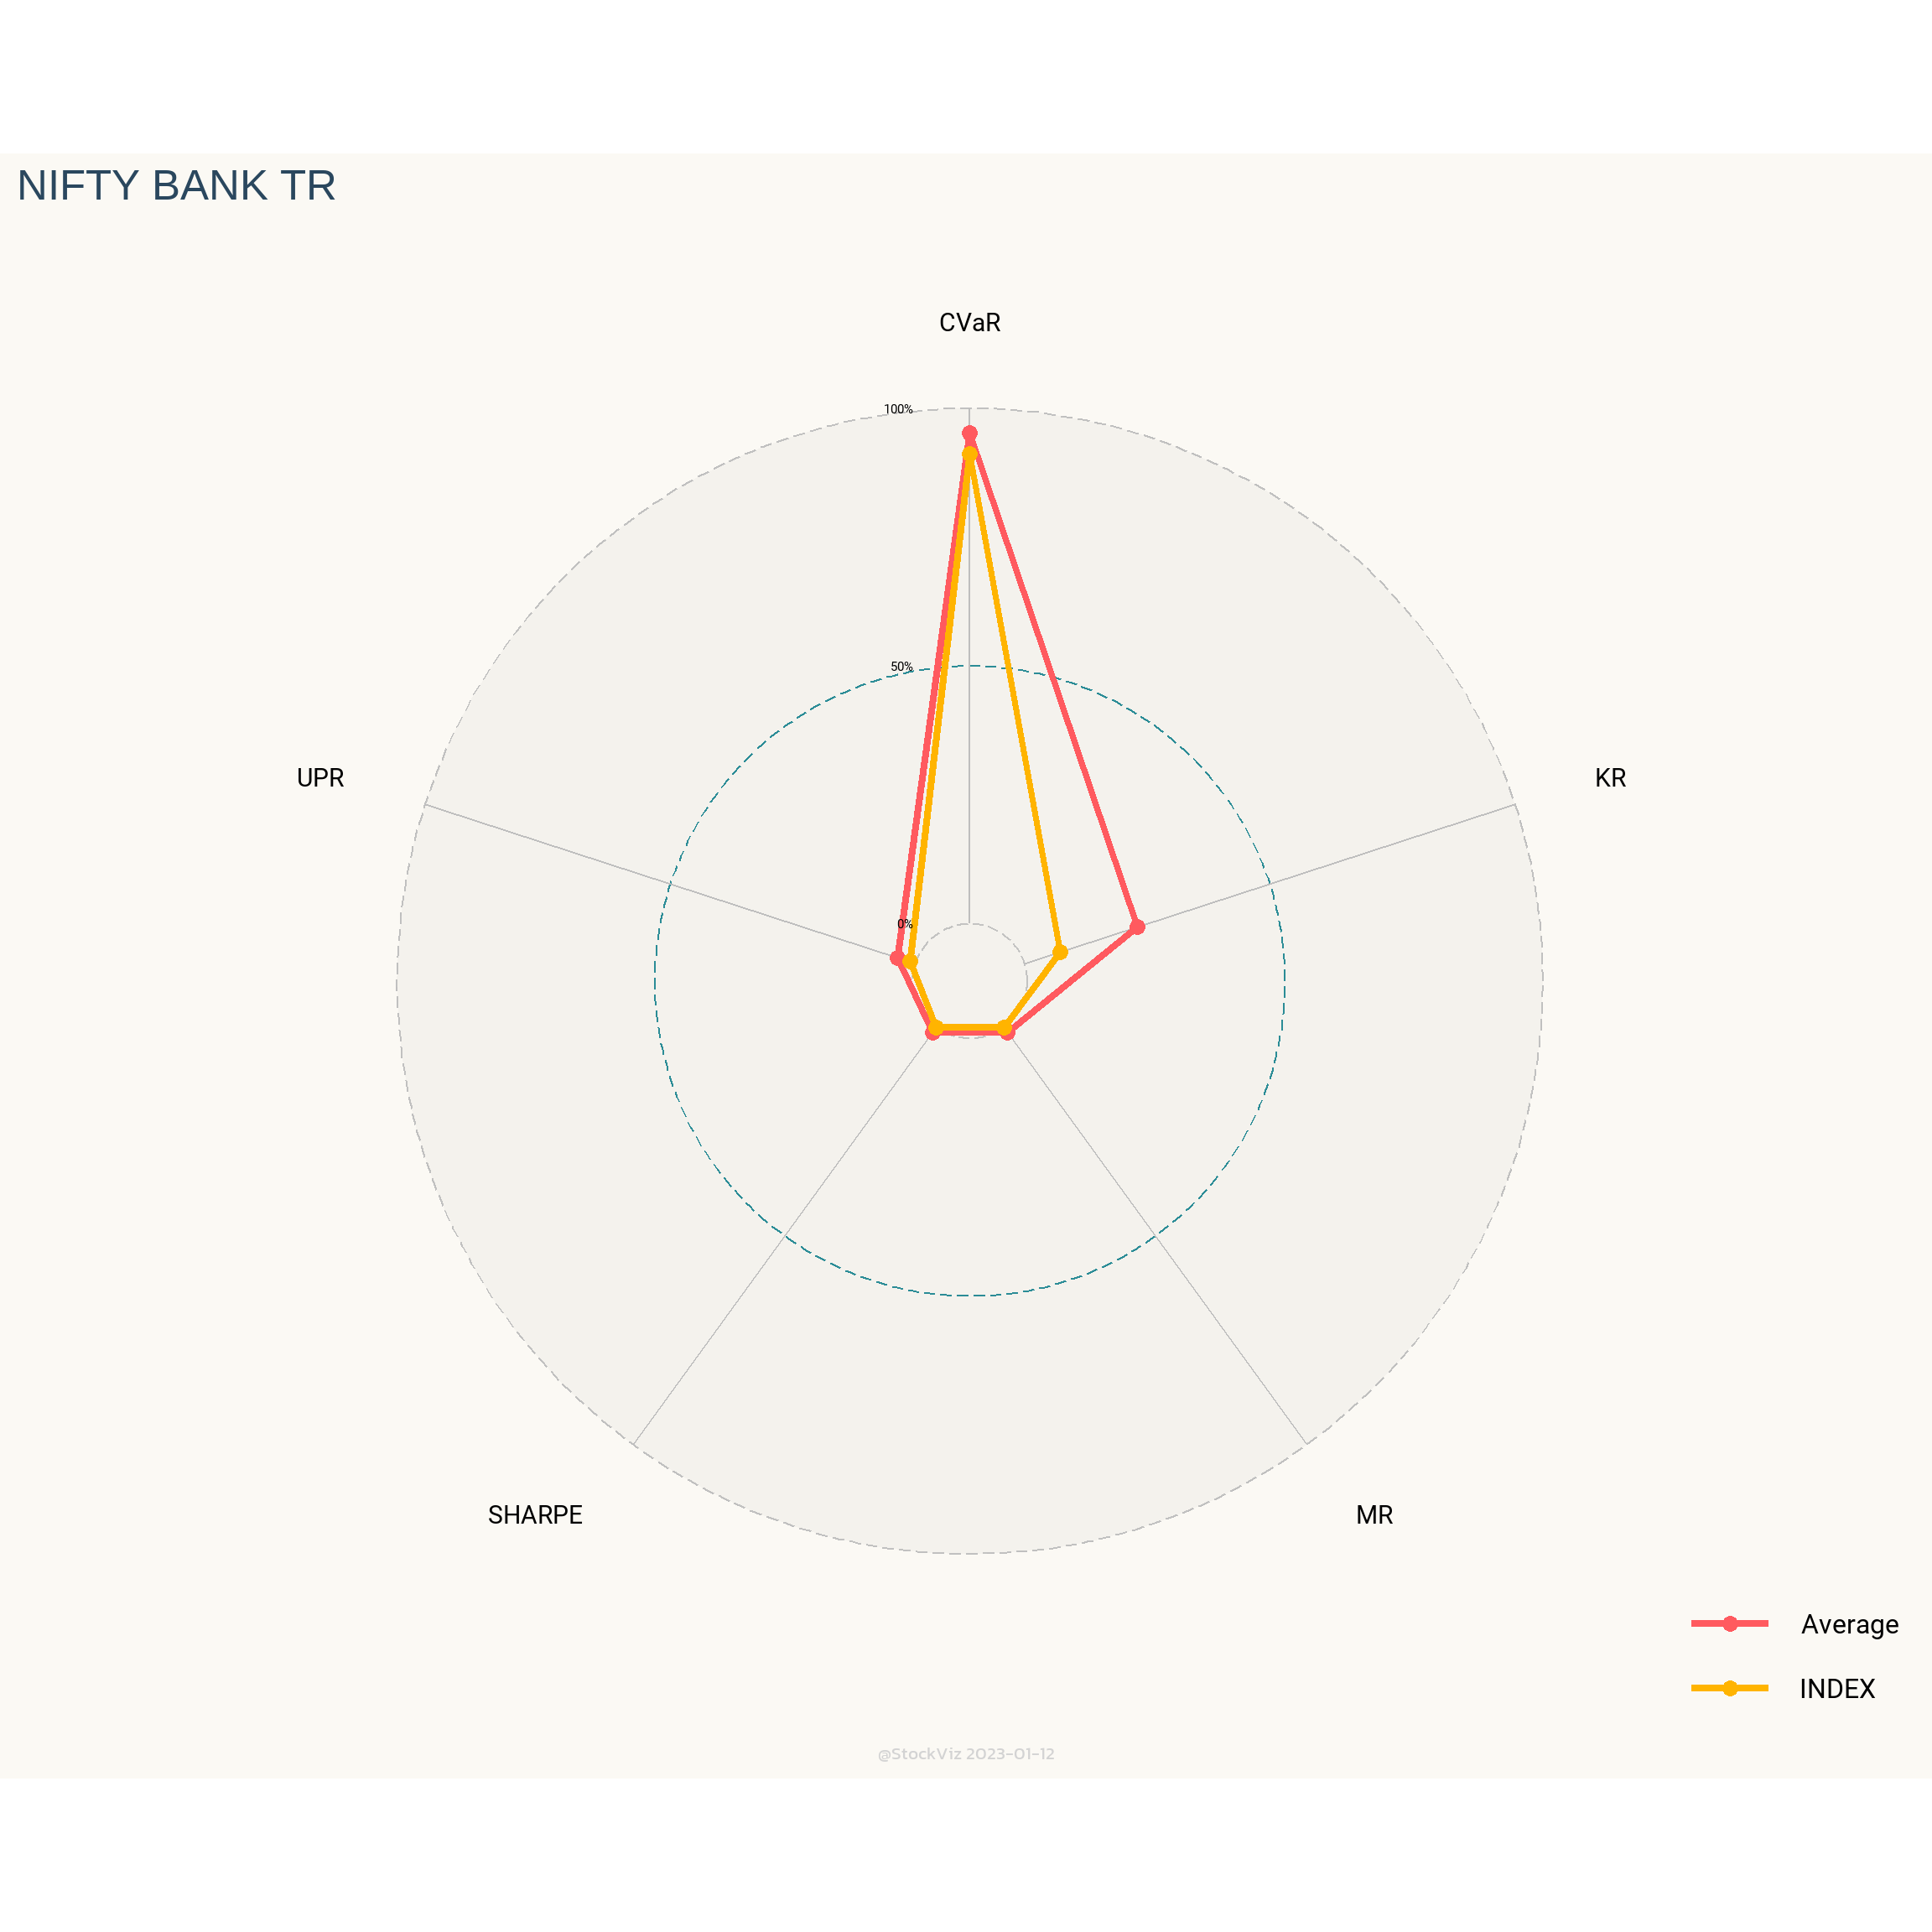 NIFTY BANK TR
CVaR
100%
50%
UPR
KR
0%
SHARPE
MR
Average
INDEX
@StockViz 2023-01-12